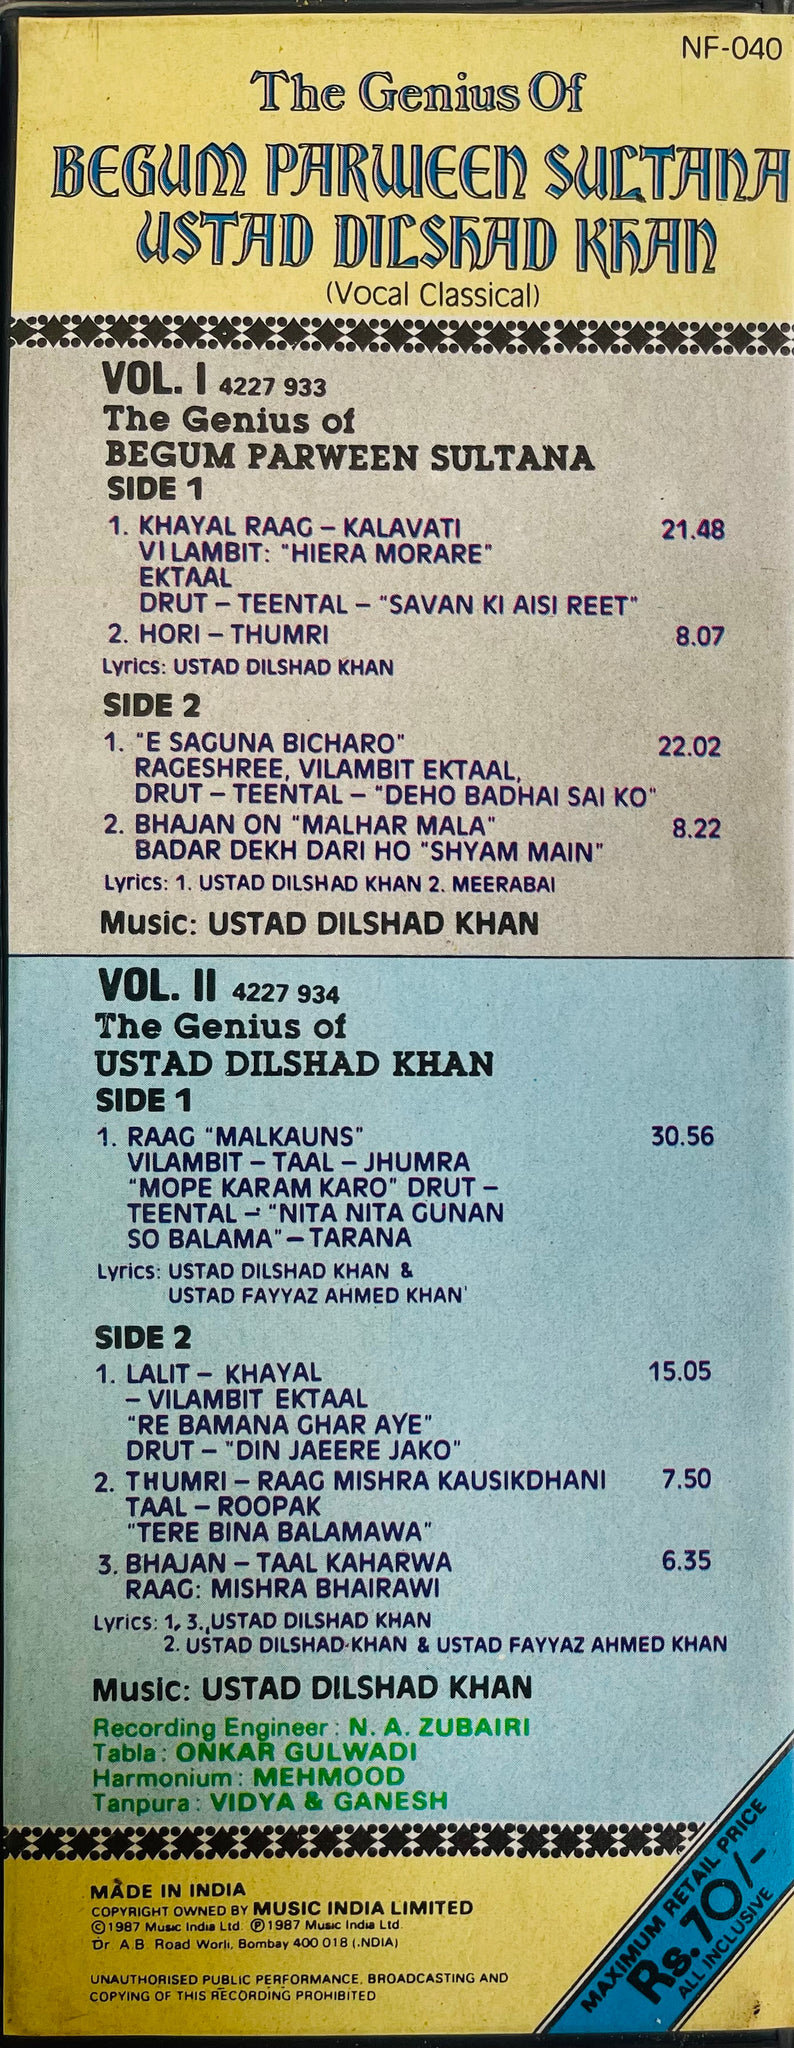 NF-040
The Genius Of
BEGUM PARWEEN SULTANA
USTAD DILSHAD KHAN
(Vocal Classical)
VOL. I 4227 933
The Genius of
BEGUM PARWEEN SULTANA
SIDE 1
1. KHAYAL RAAG – KALAVATI 21.48
VILAMBIT: "HIERA MORARE"
EKTAAL
DRUT – TEENTAL – "SAVAN KI AISI REET"
2. HORI – THUMRI 8.07
Lyrics: USTAD DILSHAD KHAN
SIDE 2
1. "E SAGUNA BICHARO" 22.02
RAGESHREE, VILAMBIT EKTAAL,
DRUT – TEENTAL – "DEHO BADHAI SAI KO"
2. BHAJAN ON "MALHAR MALA" 8.22
BADAR DEKH DARI HO "SHYAM MAIN"
Lyrics: 1. USTAD DILSHAD KHAN 2. MEERABAI
Music: USTAD DILSHAD KHAN
VOL. II 4227 934
The Genius of
USTAD DILSHAD KHAN
SIDE 1
1. RAAG "MALKAUNS" 30.56
VILAMBIT – TAAL – JHUMRA
"MOPE KARAM KARO" DRUT –
TEENTAL – "NITA NITA GUNAN
SO BALAMA" – TARANA
Lyrics: USTAD DILSHAD KHAN &
USTAD FAYYAZ AHMED KHAN'
SIDE 2
1. LALIT – KHAYAL 15.05
– VILAMBIT EKTAAL
"RE BAMANA GHAR AYE"
DRUT – "DIN JAEERE JAKO"
2. THUMRI – RAAG MISHRA KAUSIKDHANI 7.50
TAAL – ROOPAK
"TERE BINA BALAMAWA"
3. BHAJAN – TAAL KAHARWA 6.35
RAAG: MISHRA BHAIRAWI
Lyrics: 1, 3., USTAD DILSHAD KHAN
2. USTAD DILSHAD KHAN & USTAD FAYYAZ AHMED KHAN
Music: USTAD DILSHAD KHAN
Recording Engineer : N. A. ZUBAIRI
Tabla : ONKAR GULWADI
Harmonium : MEHMOOD
Tanpura : VIDYA & GANESH
MADE IN INDIA
COPYRIGHT OWNED BY MUSIC INDIA LIMITED
©1987 Music India Ltd. ℗1987 Music India Ltd.
Dr. A.B. Road Worli, Bombay 400 018 (INDIA)
UNAUTHORISED PUBLIC PERFORMANCE, BROADCASTING AND
COPYING OF THIS RECORDING PROHIBITED
MAXIMUM RETAIL PRICE
Rs. 70/-
ALL INCLUSIVE